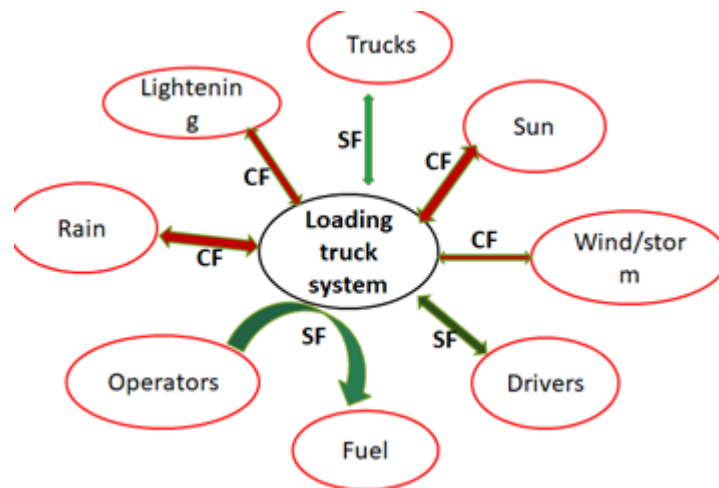 Trucks
Lightenin
g
Sun
SF
CF
CF
Rain
Loading
truck
system
CF
CF
Wind/stor
m
SF
SF
Operators
Drivers
Fuel